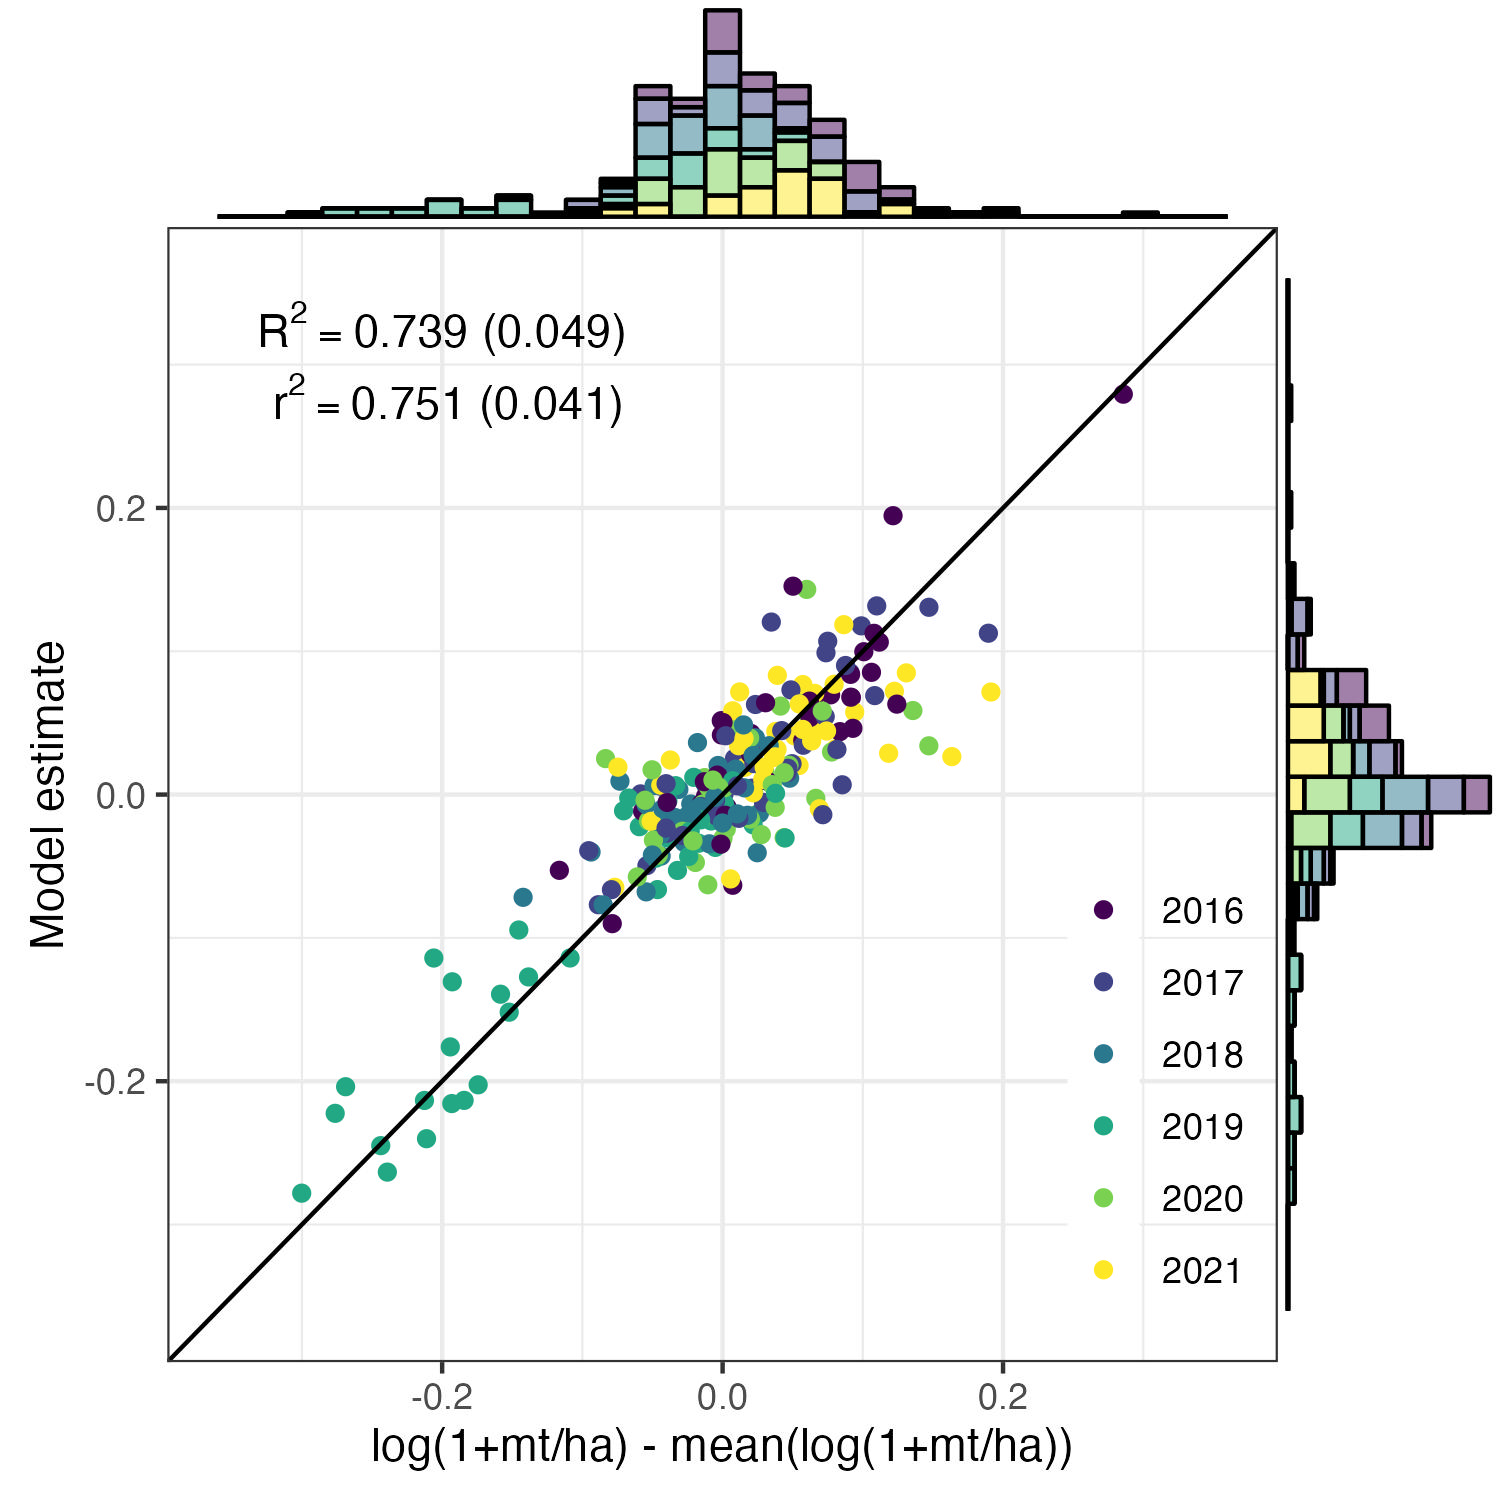 R² = 0.739 (0.049)
r² = 0.751 (0.041)
0.2
0.0
-0.2
Model estimate
2016
2017
2018
2019
2020
2021
-0.2 0.0 0.2
log(1+mt/ha) - mean(log(1+mt/ha))